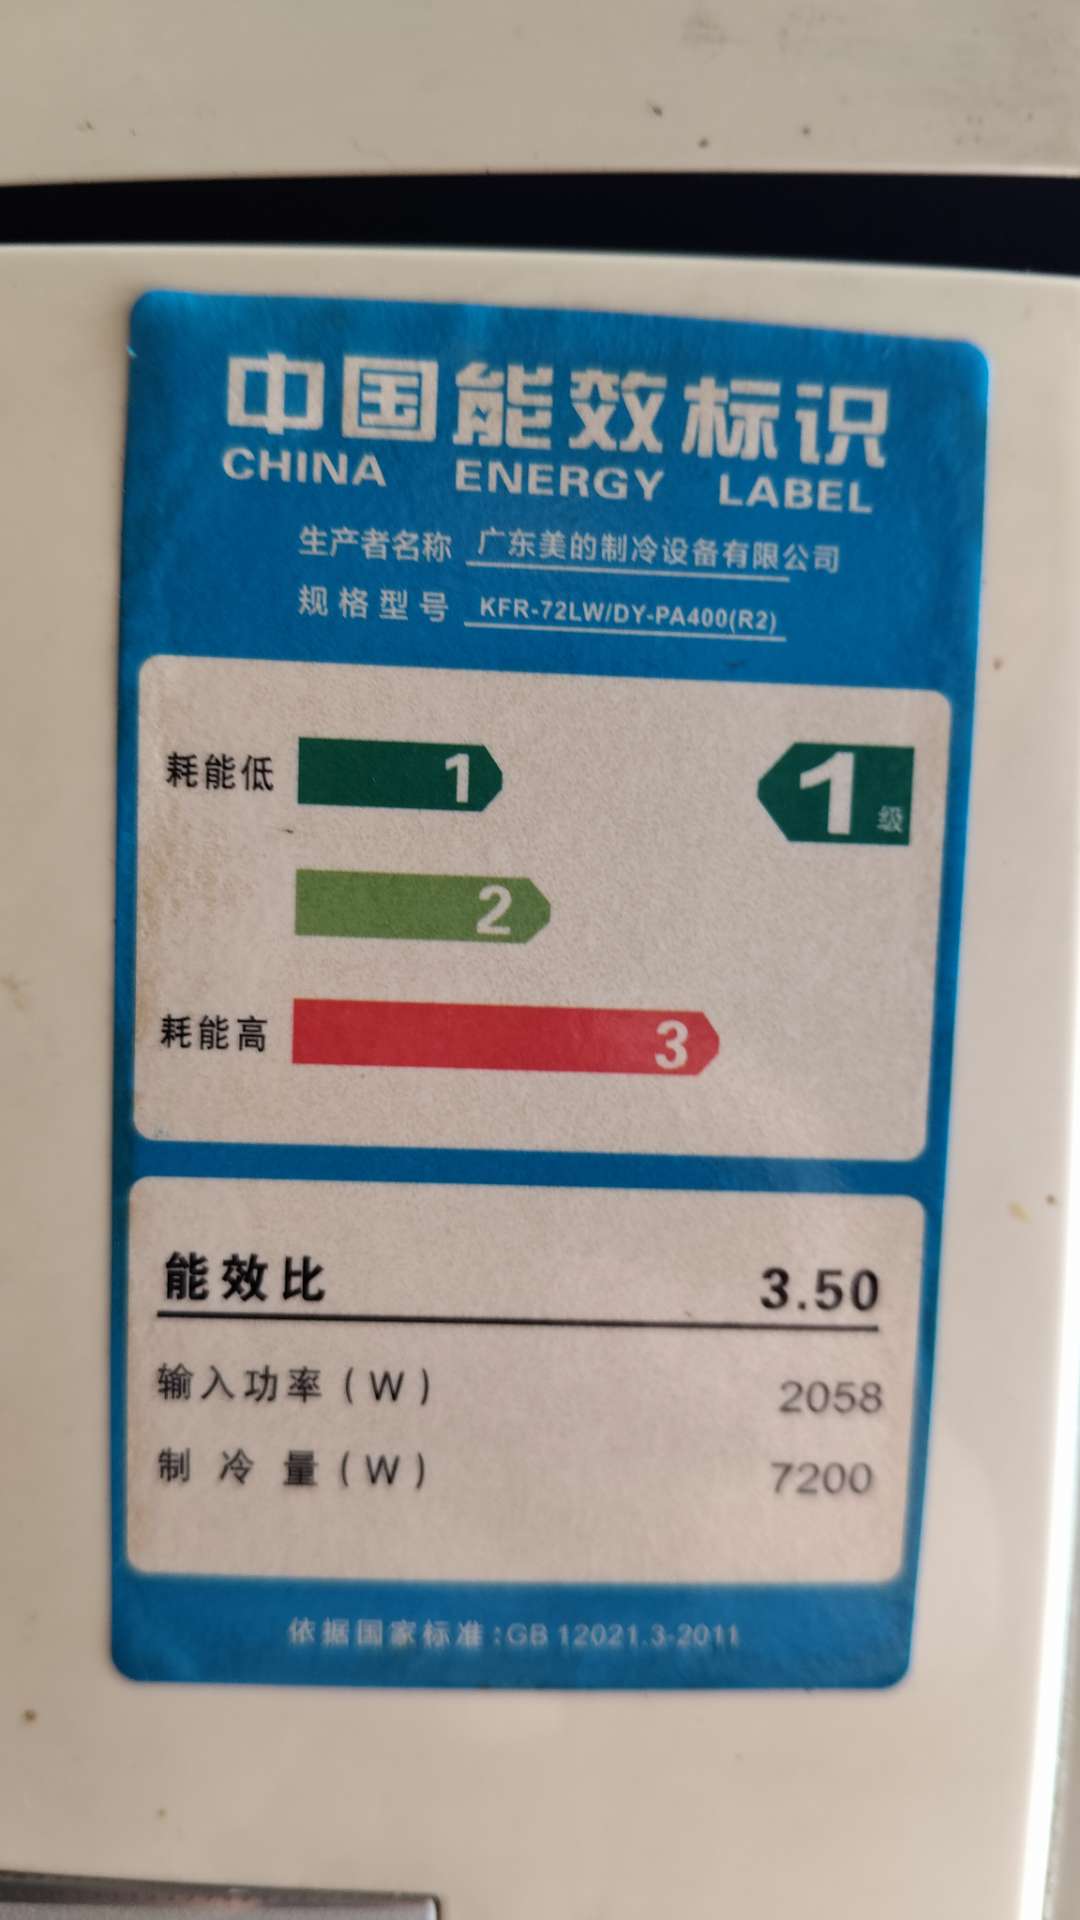 中国能效标识
CHINA ENERGY LABEL
生产者名称 广东美的制冷设备有限公司
规格型号 KFR-72LW/DY-PA400(R2)
耗能低 1 1级
2
耗能高 3
能效比 3.50
输入功率(W) 2058
制冷量(W) 7200
依据国家标准:GB 12021.3-2011